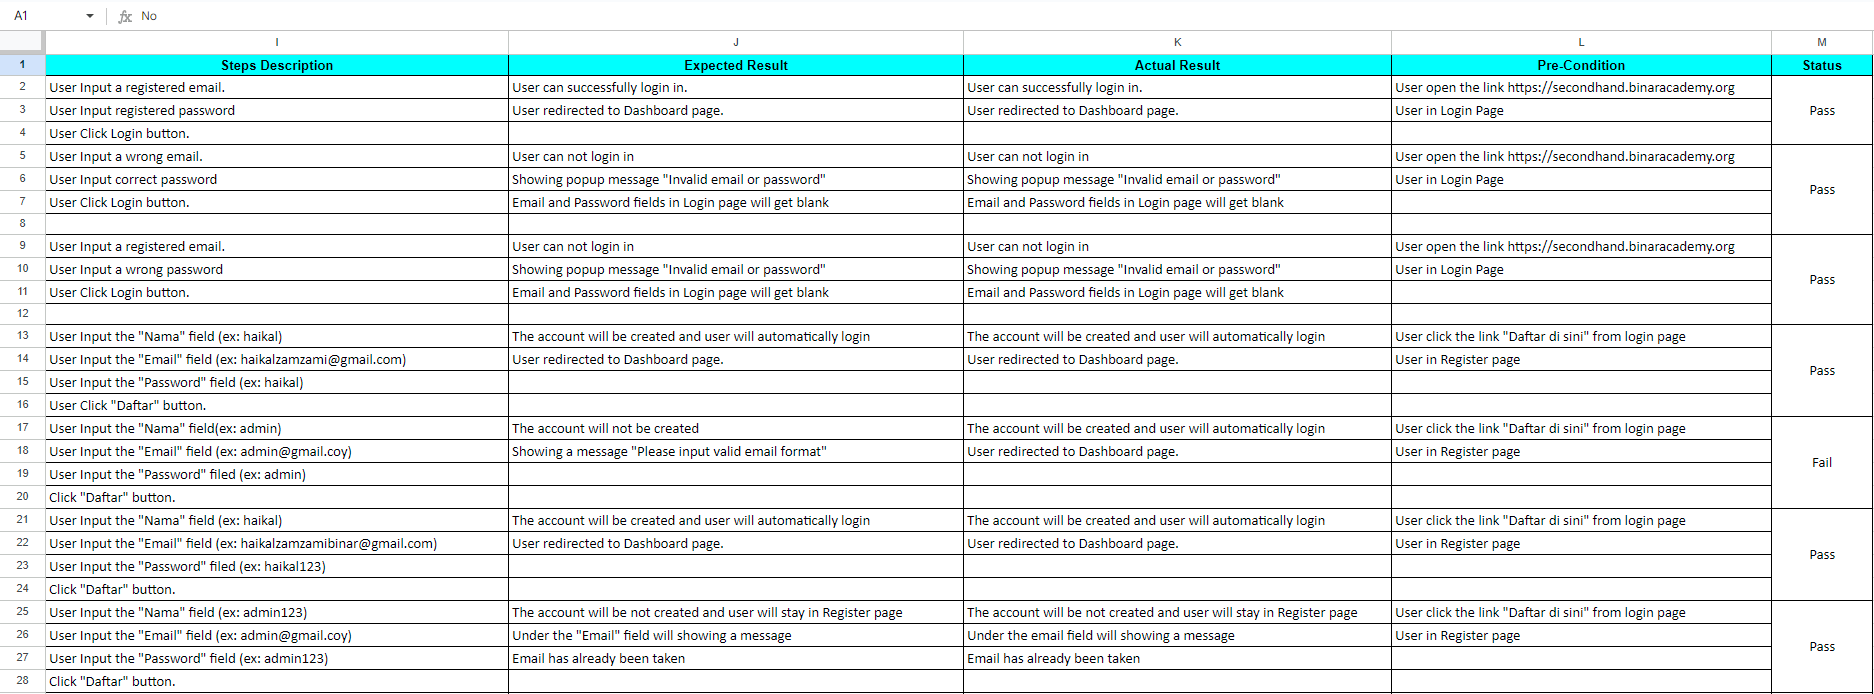 A1 fx No
I J K L M
1 Steps Description Expected Result Actual Result Pre-Condition Status
2 User Input a registered email. User can successfully login in. User can successfully login in. User open the link https://secondhand.binaracademy.org
3 User Input registered password User redirected to Dashboard page. User redirected to Dashboard page. User in Login Page Pass
4 User Click Login button.
5 User Input a wrong email. User can not login in User can not login in User open the link https://secondhand.binaracademy.org
6 User Input correct password Showing popup message "Invalid email or password" Showing popup message "Invalid email or password" User in Login Page
Pass
7 User Click Login button. Email and Password fields in Login page will get blank Email and Password fields in Login page will get blank
8
9 User Input a registered email. User can not login in User can not login in User open the link https://secondhand.binaracademy.org
10 User Input a wrong password Showing popup message "Invalid email or password" Showing popup message "Invalid email or password" User in Login Page
Pass
11 User Click Login button. Email and Password fields in Login page will get blank Email and Password fields in Login page will get blank
12
13 User Input the "Nama" field (ex: haikal) The account will be created and user will automatically login The account will be created and user will automatically login User click the link "Daftar di sini" from login page
14 User Input the "Email" field (ex: haikalzamzami@gmail.com) User redirected to Dashboard page. User redirected to Dashboard page. User in Register page
Pass
15 User Input the "Password" field (ex: haikal)
16 User Click "Daftar" button.
17 User Input the "Nama" field(ex: admin) The account will not be created The account will be created and user will automatically login User click the link "Daftar di sini" from login page
18 User Input the "Email" field (ex: admin@gmail.coy) Showing a message "Please input valid email format" User redirected to Dashboard page. User in Register page
Fail
19 User Input the "Password" filed (ex: admin)
20 Click "Daftar" button.
21 User Input the "Nama" field (ex: haikal) The account will be created and user will automatically login The account will be created and user will automatically login User click the link "Daftar di sini" from login page
22 User Input the "Email" field (ex: haikalzamzamibinar@gmail.com) User redirected to Dashboard page. User redirected to Dashboard page. User in Register page
Pass
23 User Input the "Password" filed (ex: haikal123)
24 Click "Daftar" button.
25 User Input the "Nama" field (ex: admin123) The account will be not created and user will stay in Register page The account will be not created and user will stay in Register page User click the link "Daftar di sini" from login page
26 User Input the "Email" field (ex: admin@gmail.coy) Under the "Email" field will showing a message Under the email field will showing a message User in Register page
Pass
27 User Input the "Password" field (ex: admin123) Email has already been taken Email has already been taken
28 Click "Daftar" button.